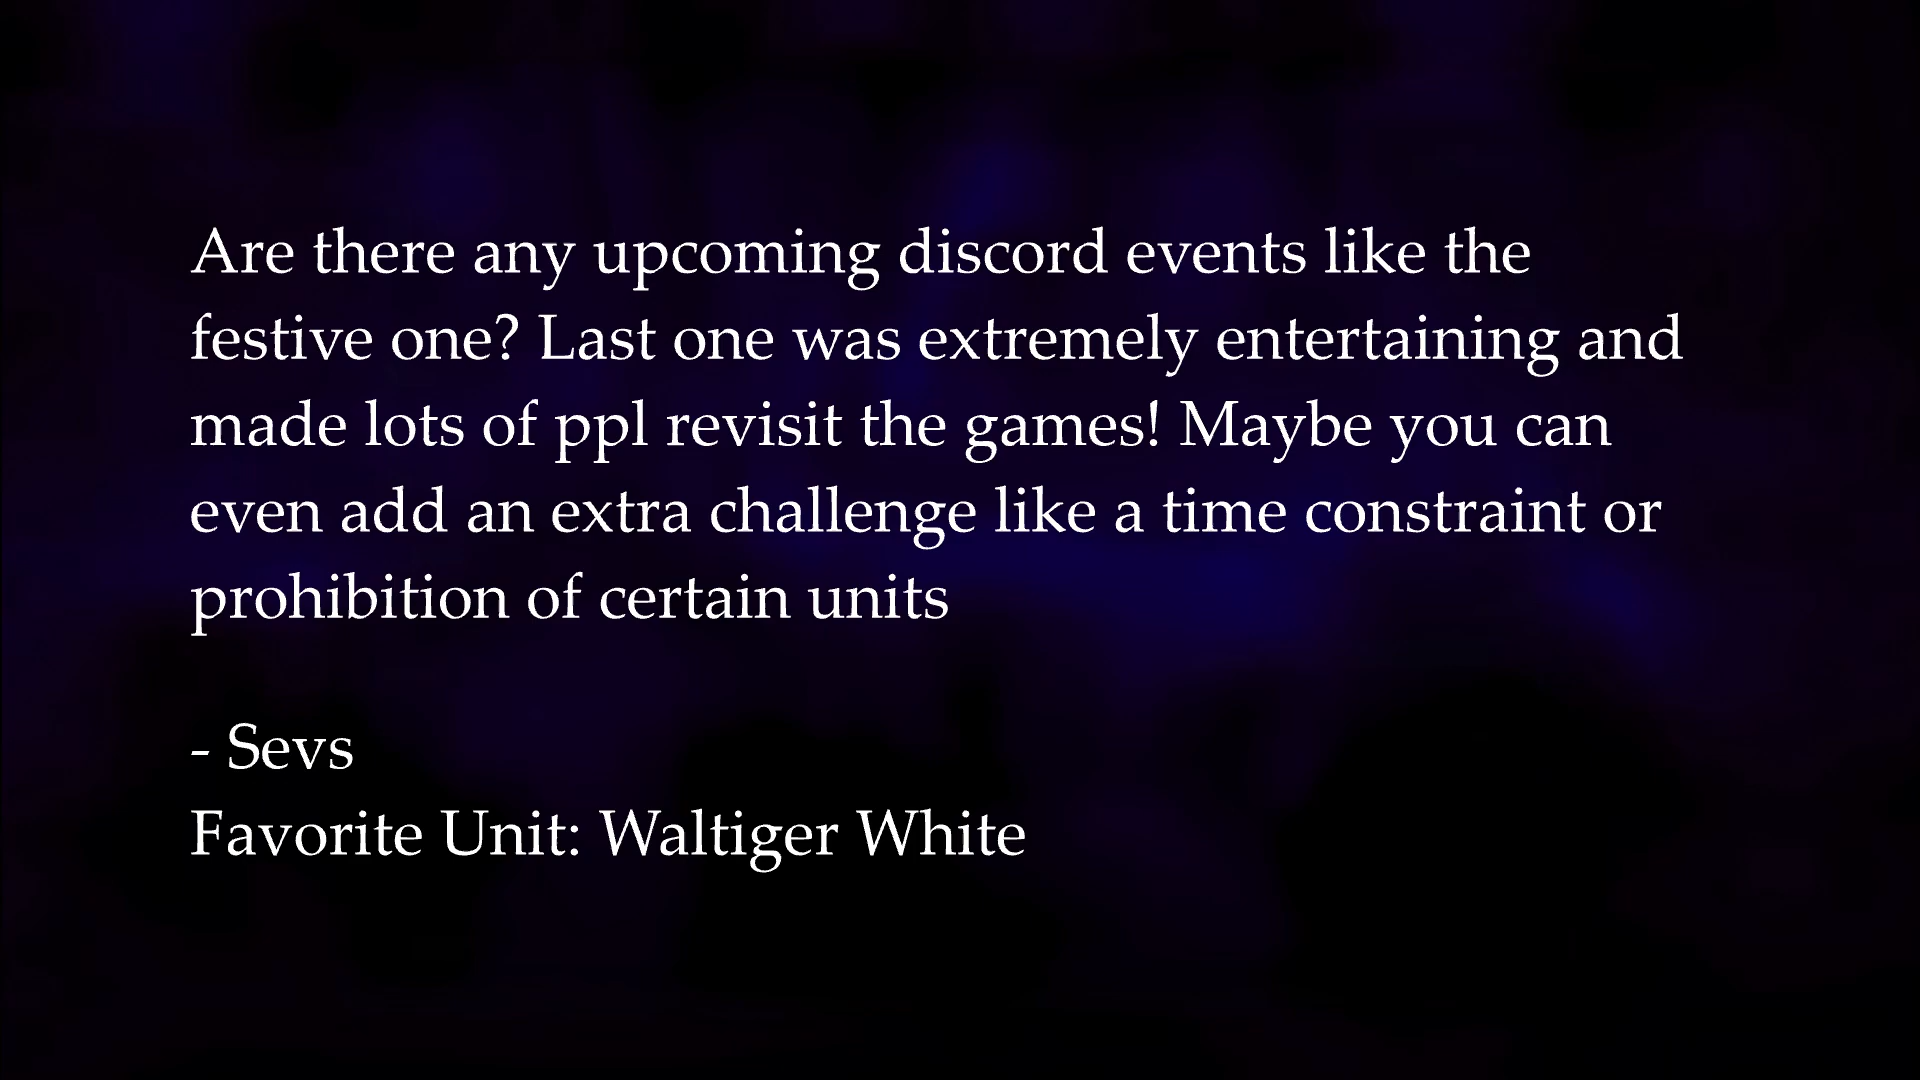 Are there any upcoming discord events like the
festive one? Last one was extremely entertaining and
made lots of ppl revisit the games! Maybe you can
even add an extra challenge like a time constraint or
prohibition of certain units
- Sevs
Favorite Unit: Waltiger White